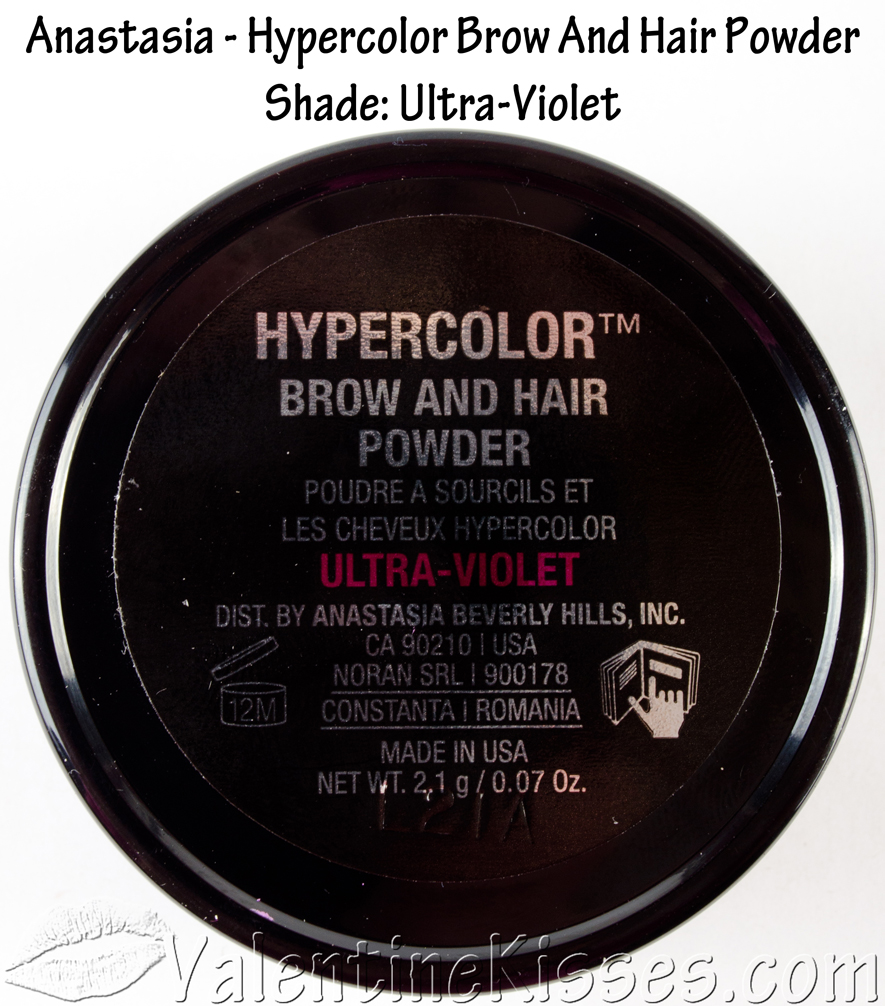 Anastasia - Hypercolor Brow And Hair Powder
Shade: Ultra-Violet
HYPERCOLOR™
BROW AND HAIR
POWDER
POUDRE A SOURCILS ET
LES CHEVEUX HYPERCOLOR
ULTRA-VIOLET
DIST. BY ANASTASIA BEVERLY HILLS, INC.
CA 90210 | USA
NORAN SRL | 900178
12M
CONSTANTA | ROMANIA
MADE IN USA
NET WT. 2.1 g / 0.07 Oz.
ValentineKisses.com